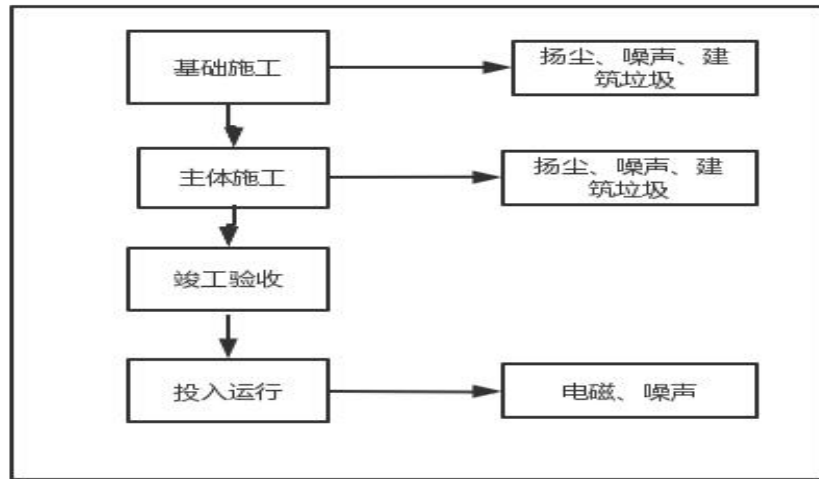 基础施工
扬尘、噪声、建
筑垃圾
主体施工
扬尘、噪声、建
筑垃圾
竣工验收
投入运行
电磁、噪声